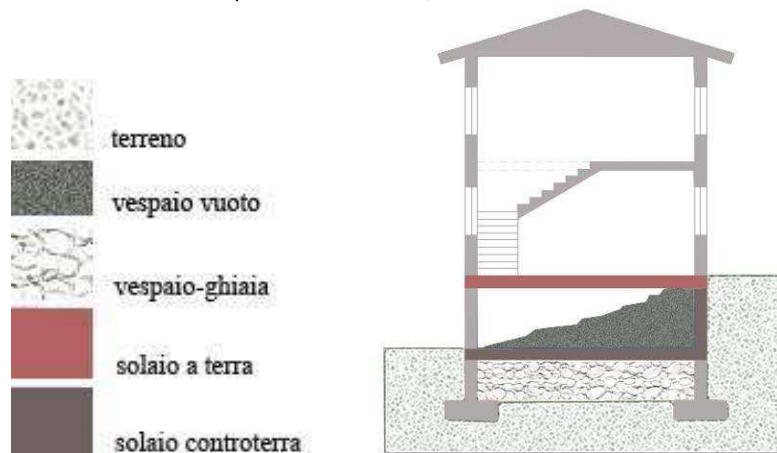 terreno
vespaio vuoto
vespaio-ghiaia
solaio a terra
solaio controterra